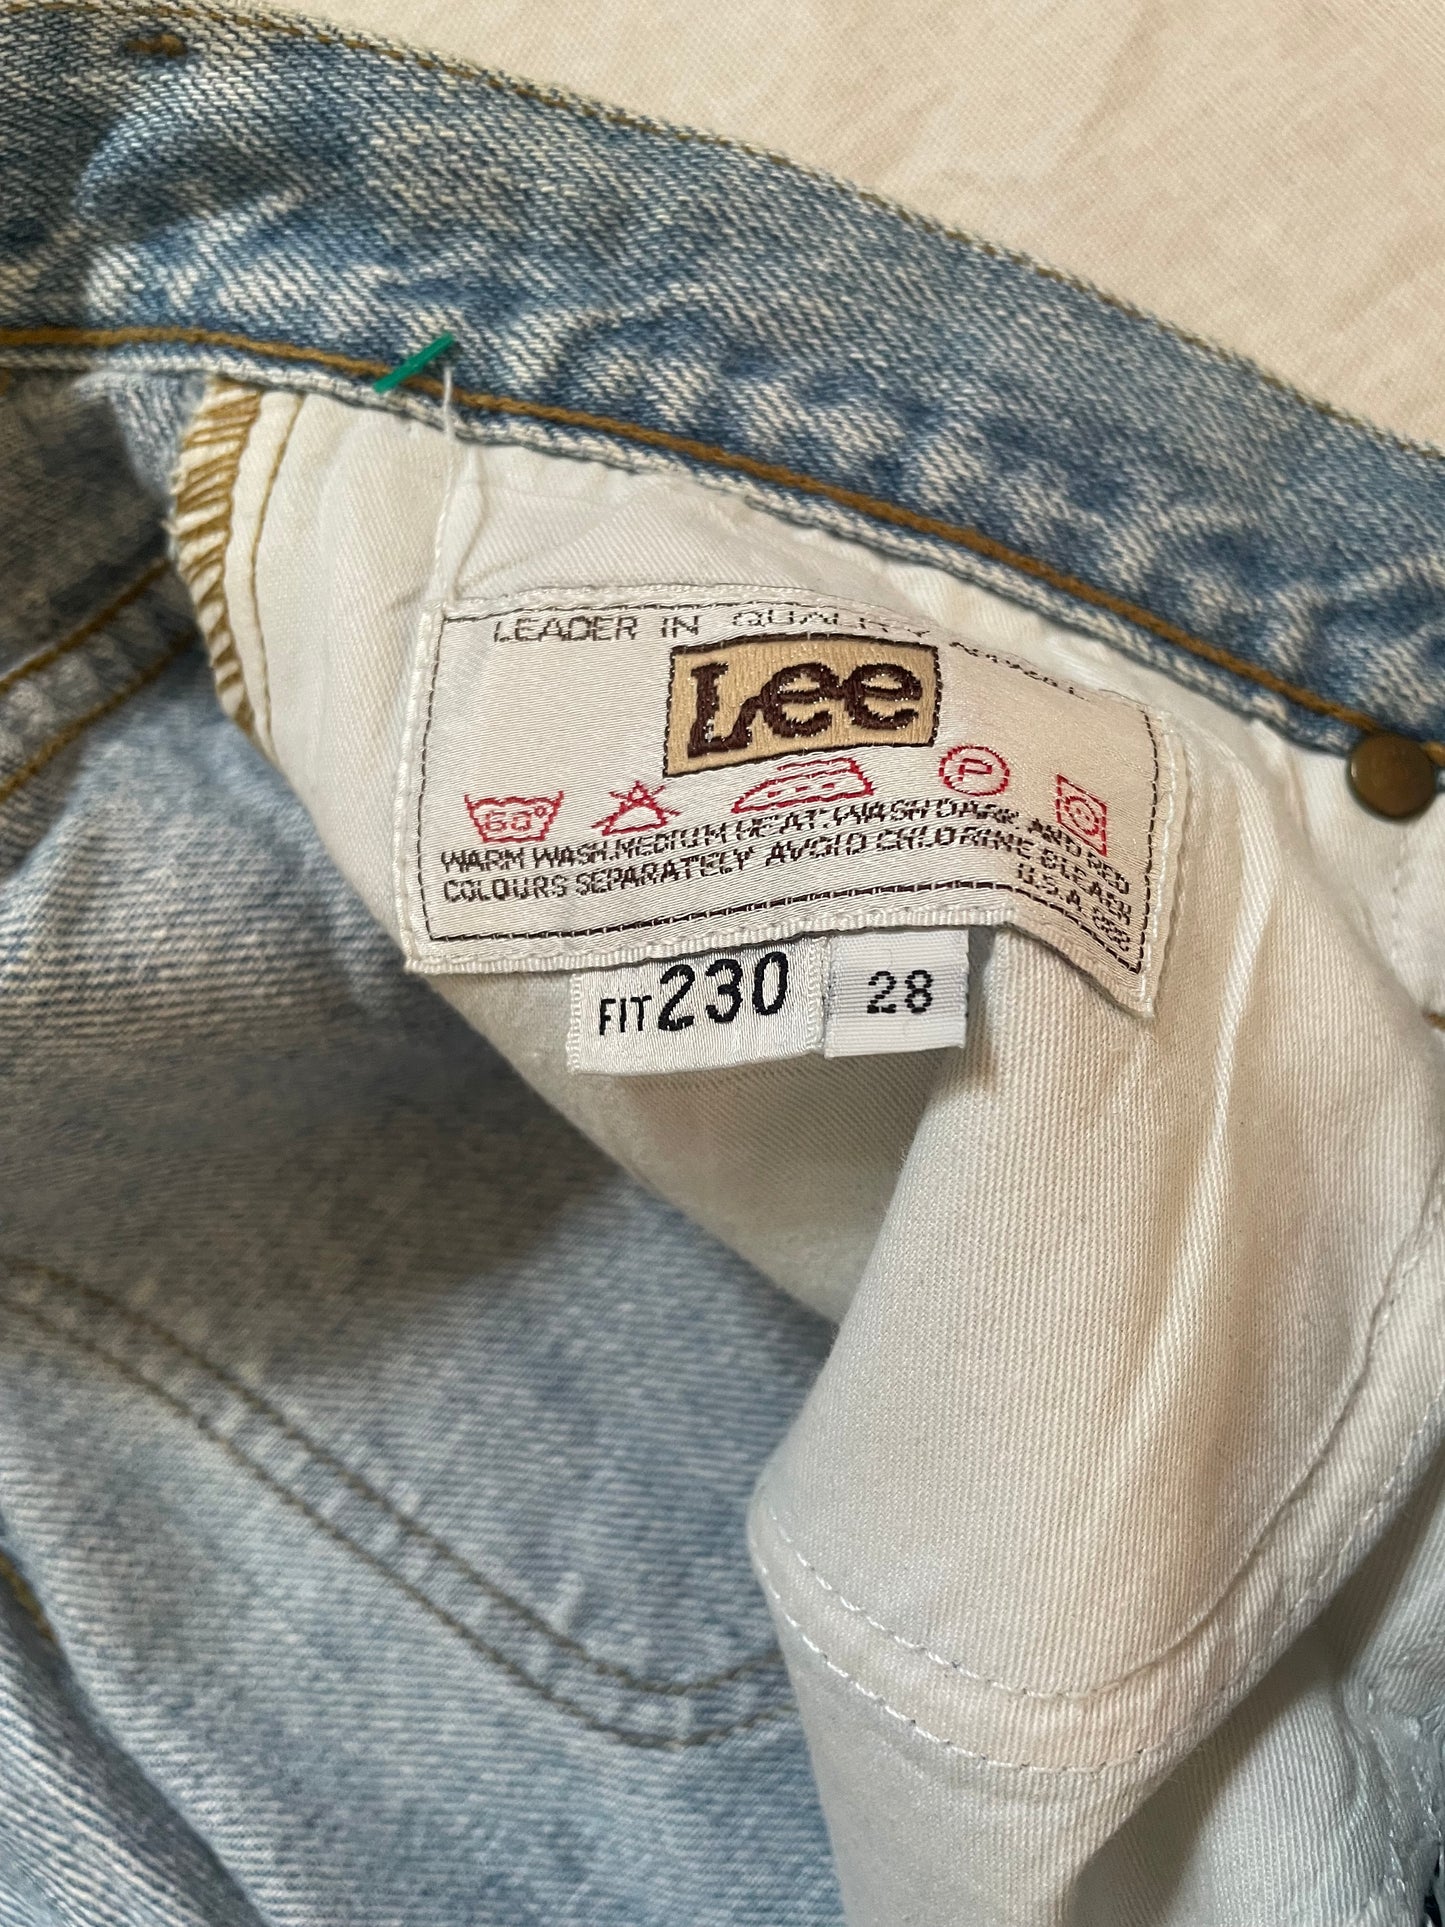 LEADER IN QUALITY
Lee
60° P
WARM WASH.MEDIUM HEAT.WASH DARK AND RED
COLOURS SEPARATELY AVOID CHLORINE BLEACH
U.S.A.
FIT 230 28